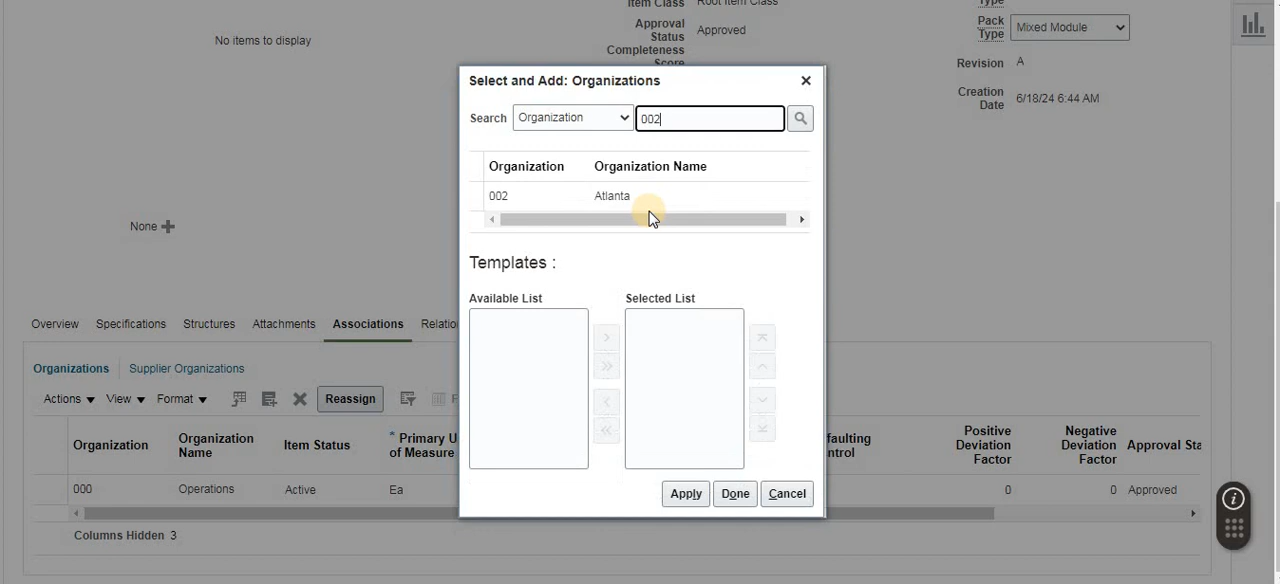 Item Class Root Item Class
Approval Status Approved
Completeness Score
Type
Pack Type Mixed Module
Revision A
Creation Date 6/18/24 6:44 AM
No items to display
None
Select and Add: Organizations
Search Organization 002
Organization Organization Name
002 Atlanta
Templates :
Available List Selected List
Apply Done Cancel
Overview Specifications Structures Attachments Associations
Organizations Supplier Organizations
Actions View Format Reassign
Organization Organization Name Item Status * Primary of Measure Positive Deviation Factor Negative Deviation Factor Approval
000 Operations Active Ea 0 0 Approved
Columns Hidden 3